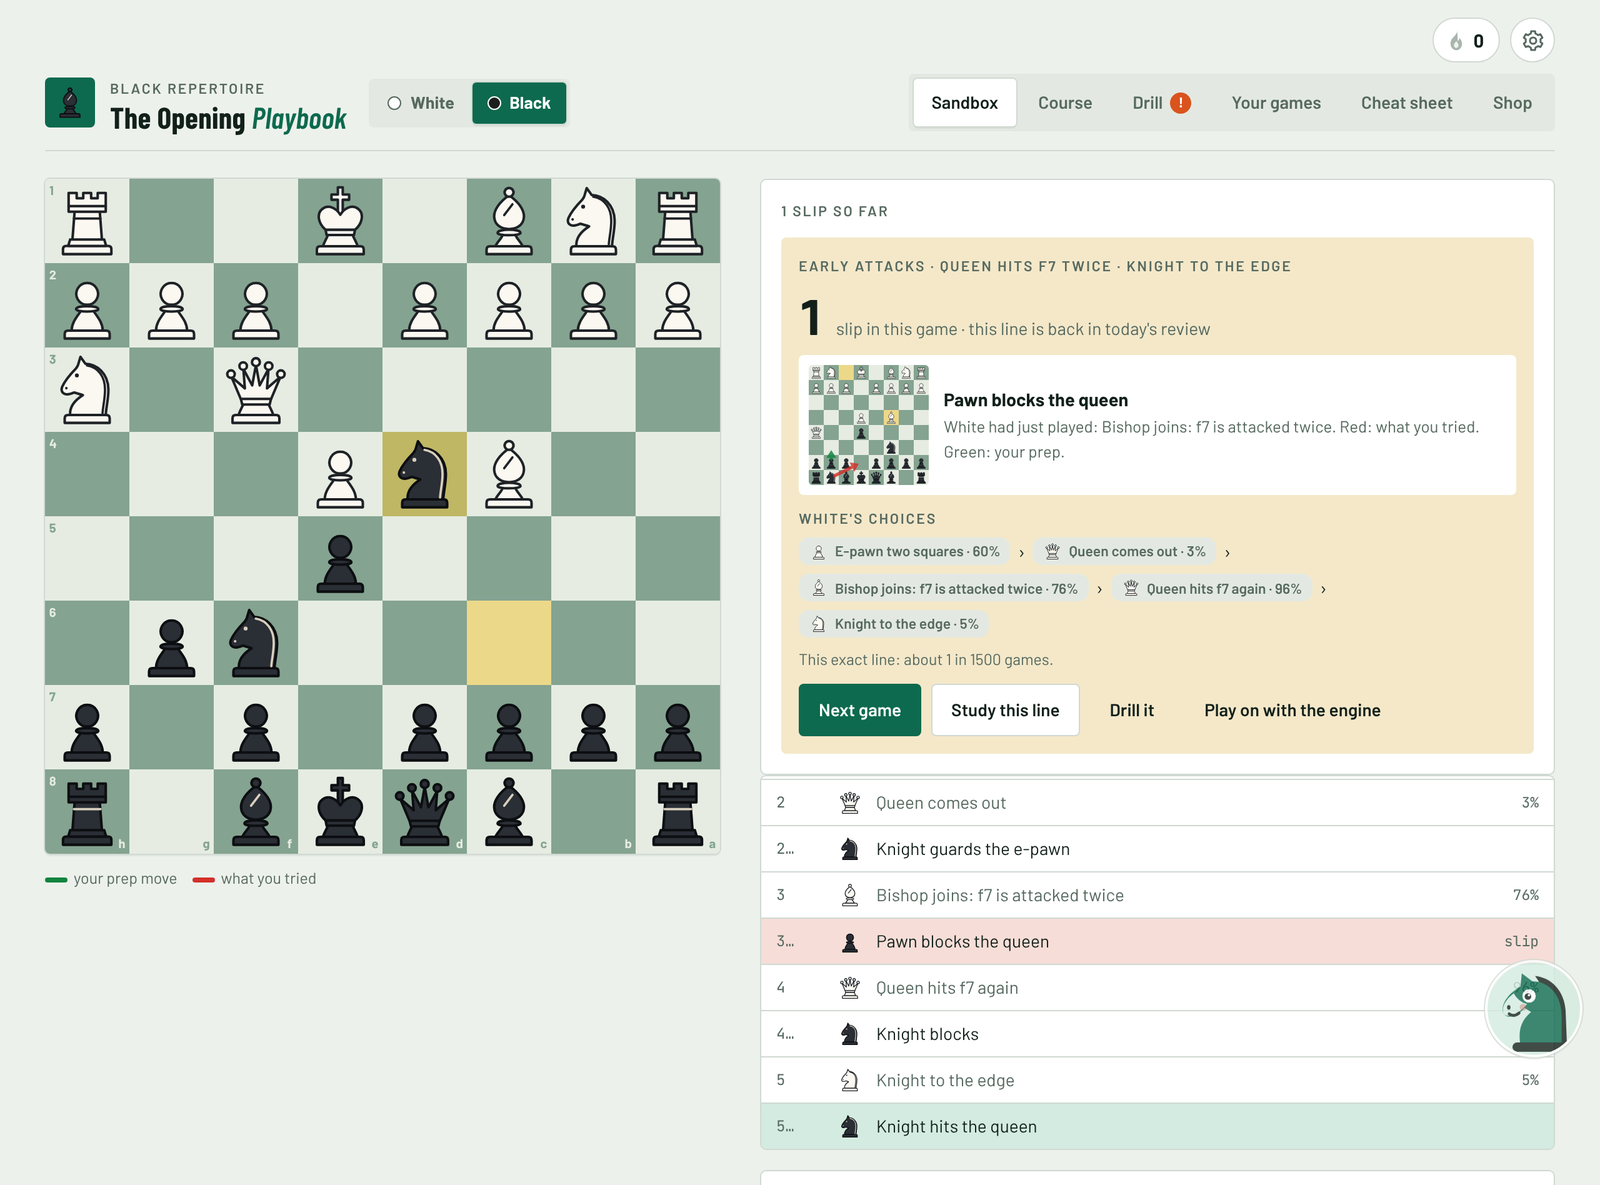 0
BLACK REPERTOIRE
The Opening Playbook
White
Black
Sandbox
Course
Drill !
Your games
Cheat sheet
Shop
1
2
3
4
5
6
7
8
h g f e d c b a
your prep move
what you tried
1 SLIP SO FAR
EARLY ATTACKS · QUEEN HITS F7 TWICE · KNIGHT TO THE EDGE
1 slip in this game · this line is back in today's review
Pawn blocks the queen
White had just played: Bishop joins: f7 is attacked twice. Red: what you tried.
Green: your prep.
WHITE'S CHOICES
E-pawn two squares · 60% › Queen comes out · 3% ›
Bishop joins: f7 is attacked twice · 76% › Queen hits f7 again · 96% ›
Knight to the edge · 5%
This exact line: about 1 in 1500 games.
Next game
Study this line
Drill it
Play on with the engine
2 Queen comes out 3%
2… Knight guards the e-pawn
3 Bishop joins: f7 is attacked twice 76%
3… Pawn blocks the queen slip
4 Queen hits f7 again
4… Knight blocks
5 Knight to the edge 5%
5… Knight hits the queen